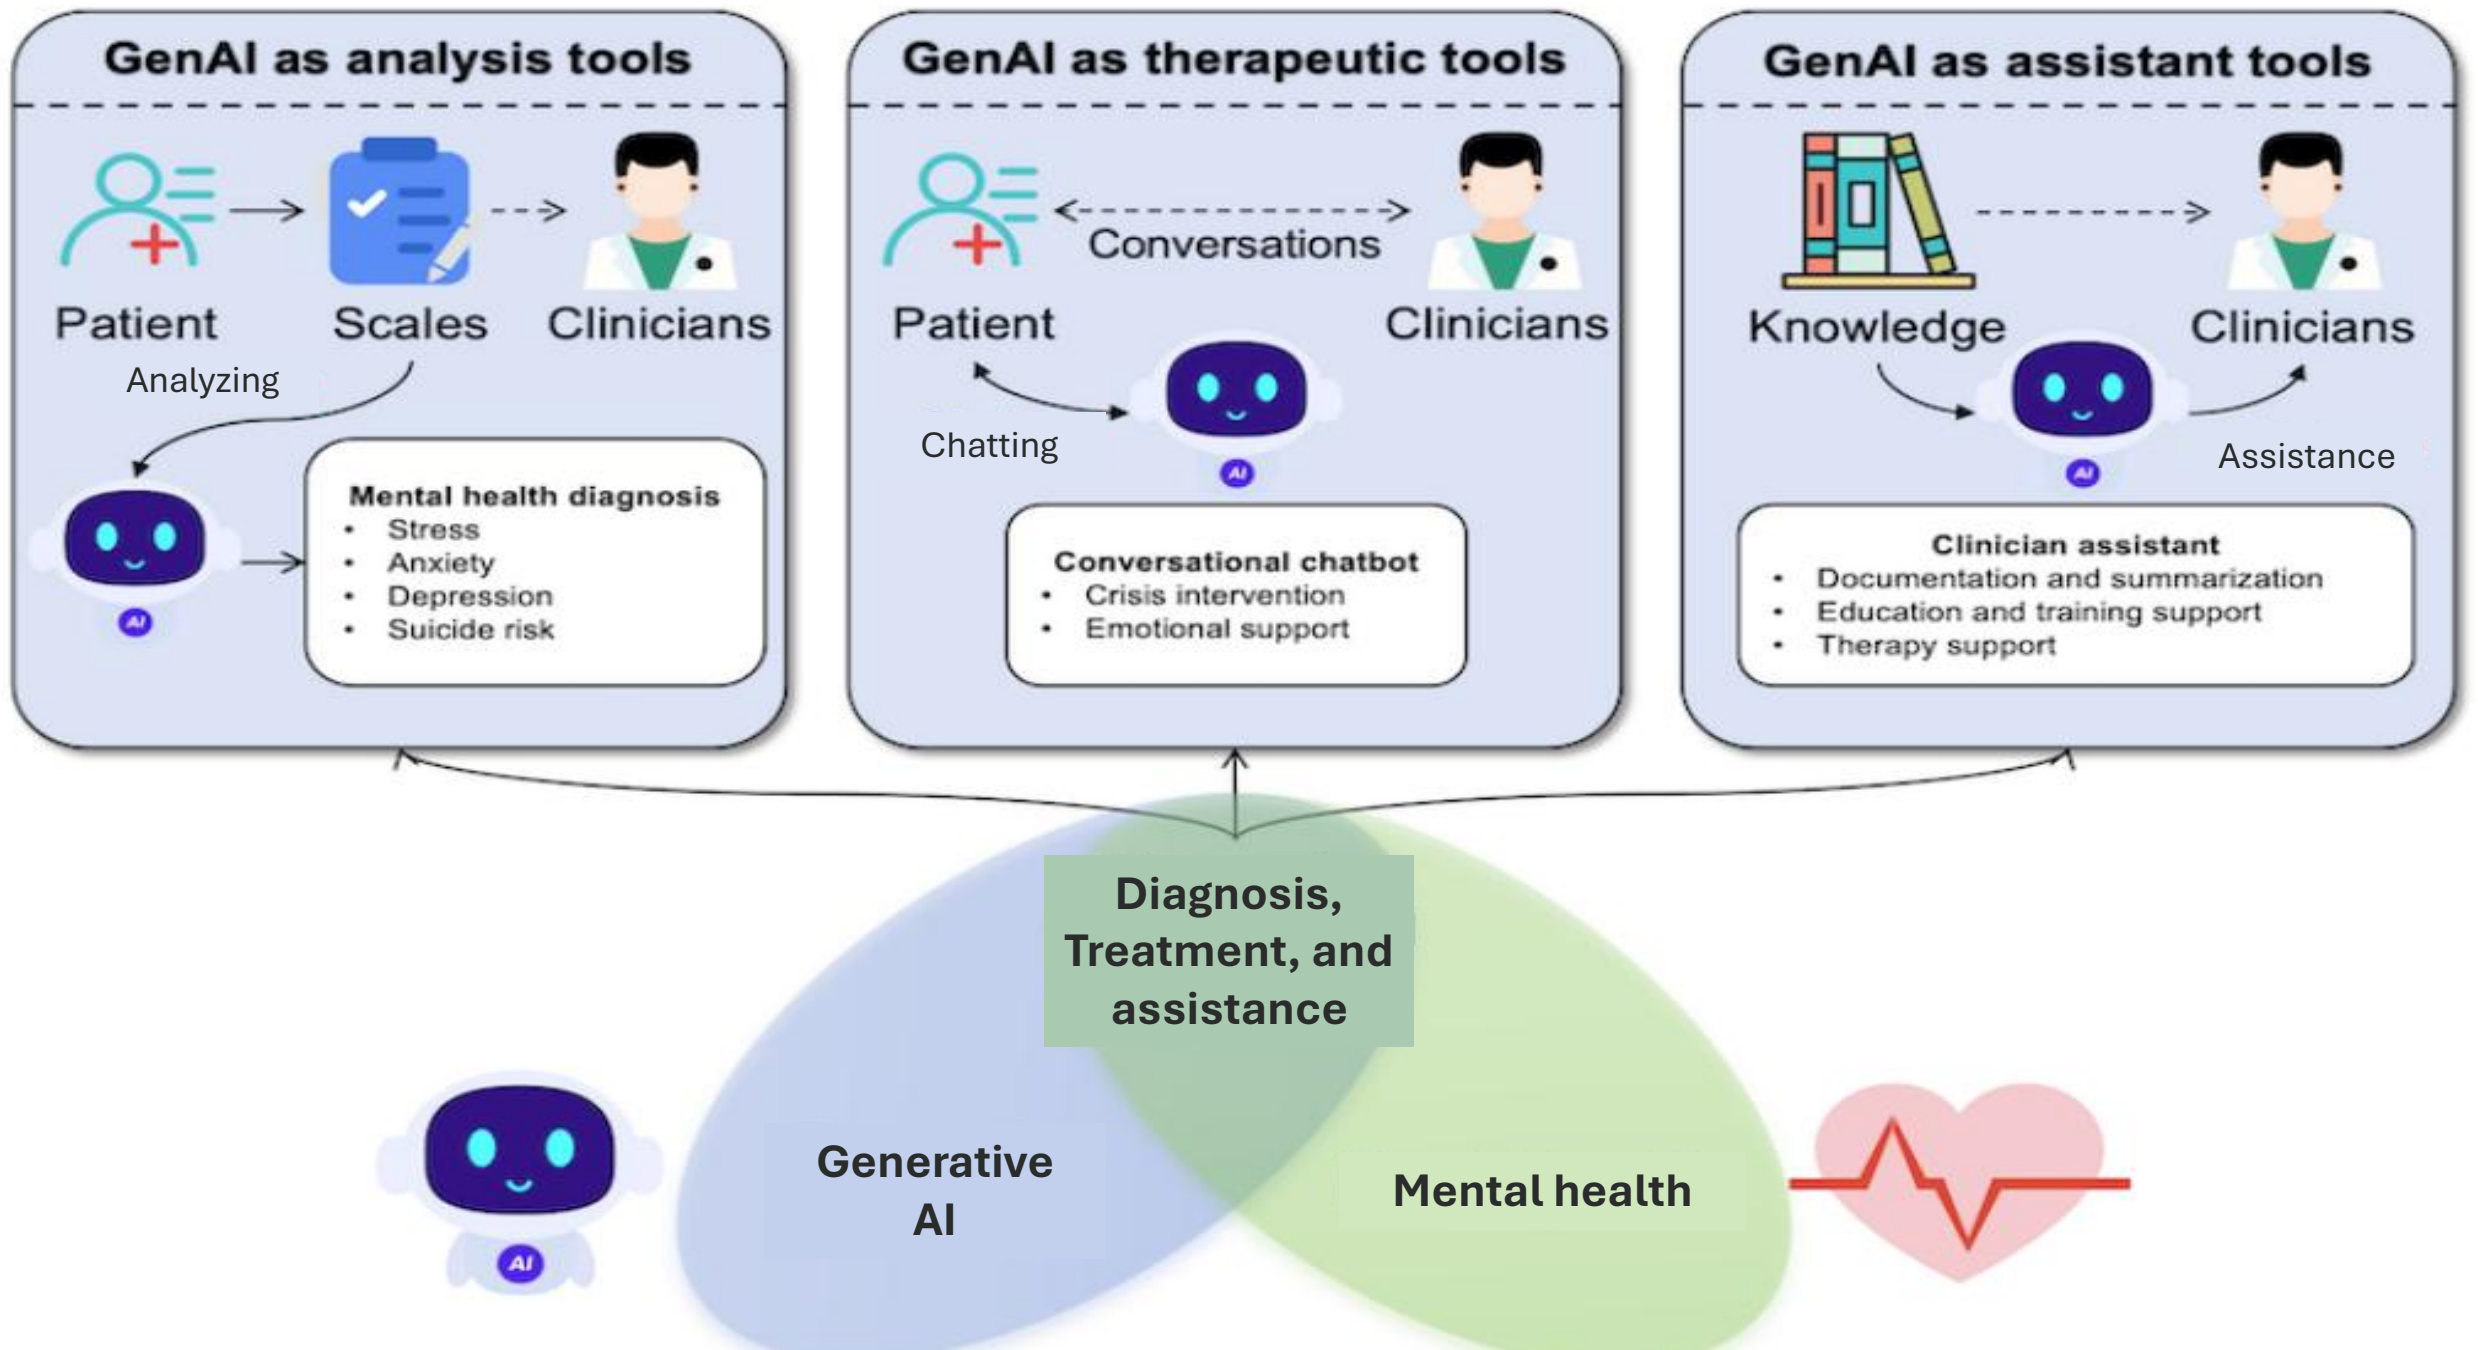 GenAI as analysis tools
Patient
Scales
Clinicians
Analyzing
AI
Mental health diagnosis
• Stress
• Anxiety
• Depression
• Suicide risk
GenAI as therapeutic tools
Conversations
Patient
Clinicians
Chatting
AI
Conversational chatbot
• Crisis intervention
• Emotional support
GenAI as assistant tools
Knowledge
Clinicians
Assistance
AI
Clinician assistant
• Documentation and summarization
• Education and training support
• Therapy support
Diagnosis,
Treatment, and
assistance
Generative
AI
Mental health
AI